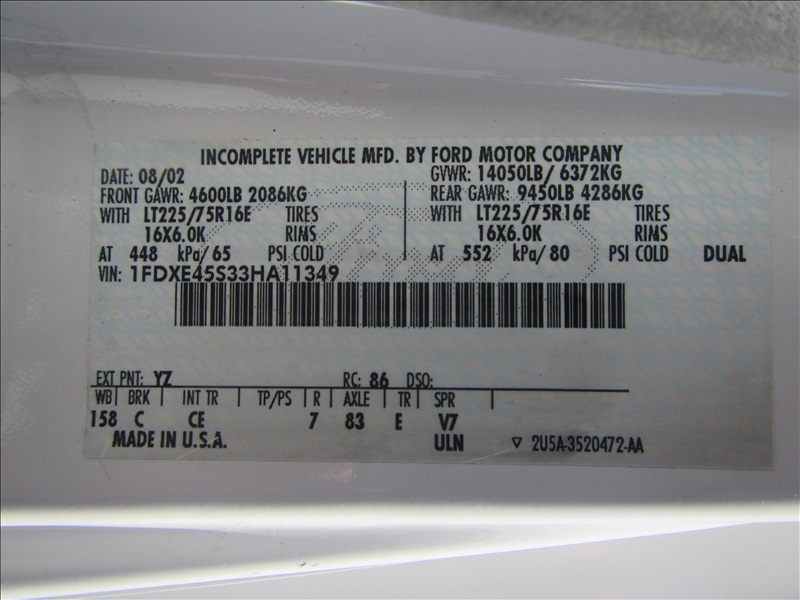 INCOMPLETE VEHICLE MFD. BY FORD MOTOR COMPANY
DATE: 08/02 GVWR: 14050LB/ 6372KG
FRONT GAWR: 4600LB 2086KG REAR GAWR: 9450LB 4286KG
WITH LT225/75R16E TIRES WITH LT225/75R16E TIRES
16X6.0K RIMS 16X6.0K RIMS
AT 448 kPa/65 PSI COLD AT 552 kPa/80 PSI COLD DUAL
VIN: 1FDXE45S33HA11349
EXT PNT: YZ RC: 86 DSO:
WB BRK INT TR TP/PS R AXLE TR SPR
158 C CE 7 83 E V7
MADE IN U.S.A. ULN ▽ 2U5A-3520472-AA